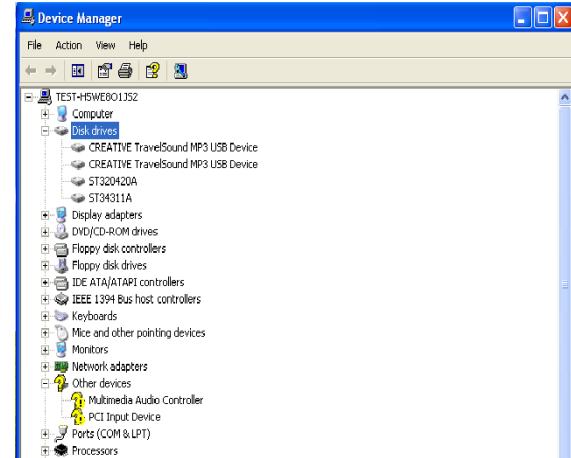 Device Manager
File Action View Help
TEST-H5WE8O1J52
Computer
Disk drives
CREATIVE TravelSound MP3 USB Device
CREATIVE TravelSound MP3 USB Device
ST320420A
ST34311A
Display adapters
DVD/CD-ROM drives
Floppy disk controllers
Floppy disk drives
IDE ATA/ATAPI controllers
IEEE 1394 Bus host controllers
Keyboards
Mice and other pointing devices
Monitors
Network adapters
Other devices
Multimedia Audio Controller
PCI Input Device
Ports (COM & LPT)
Processors